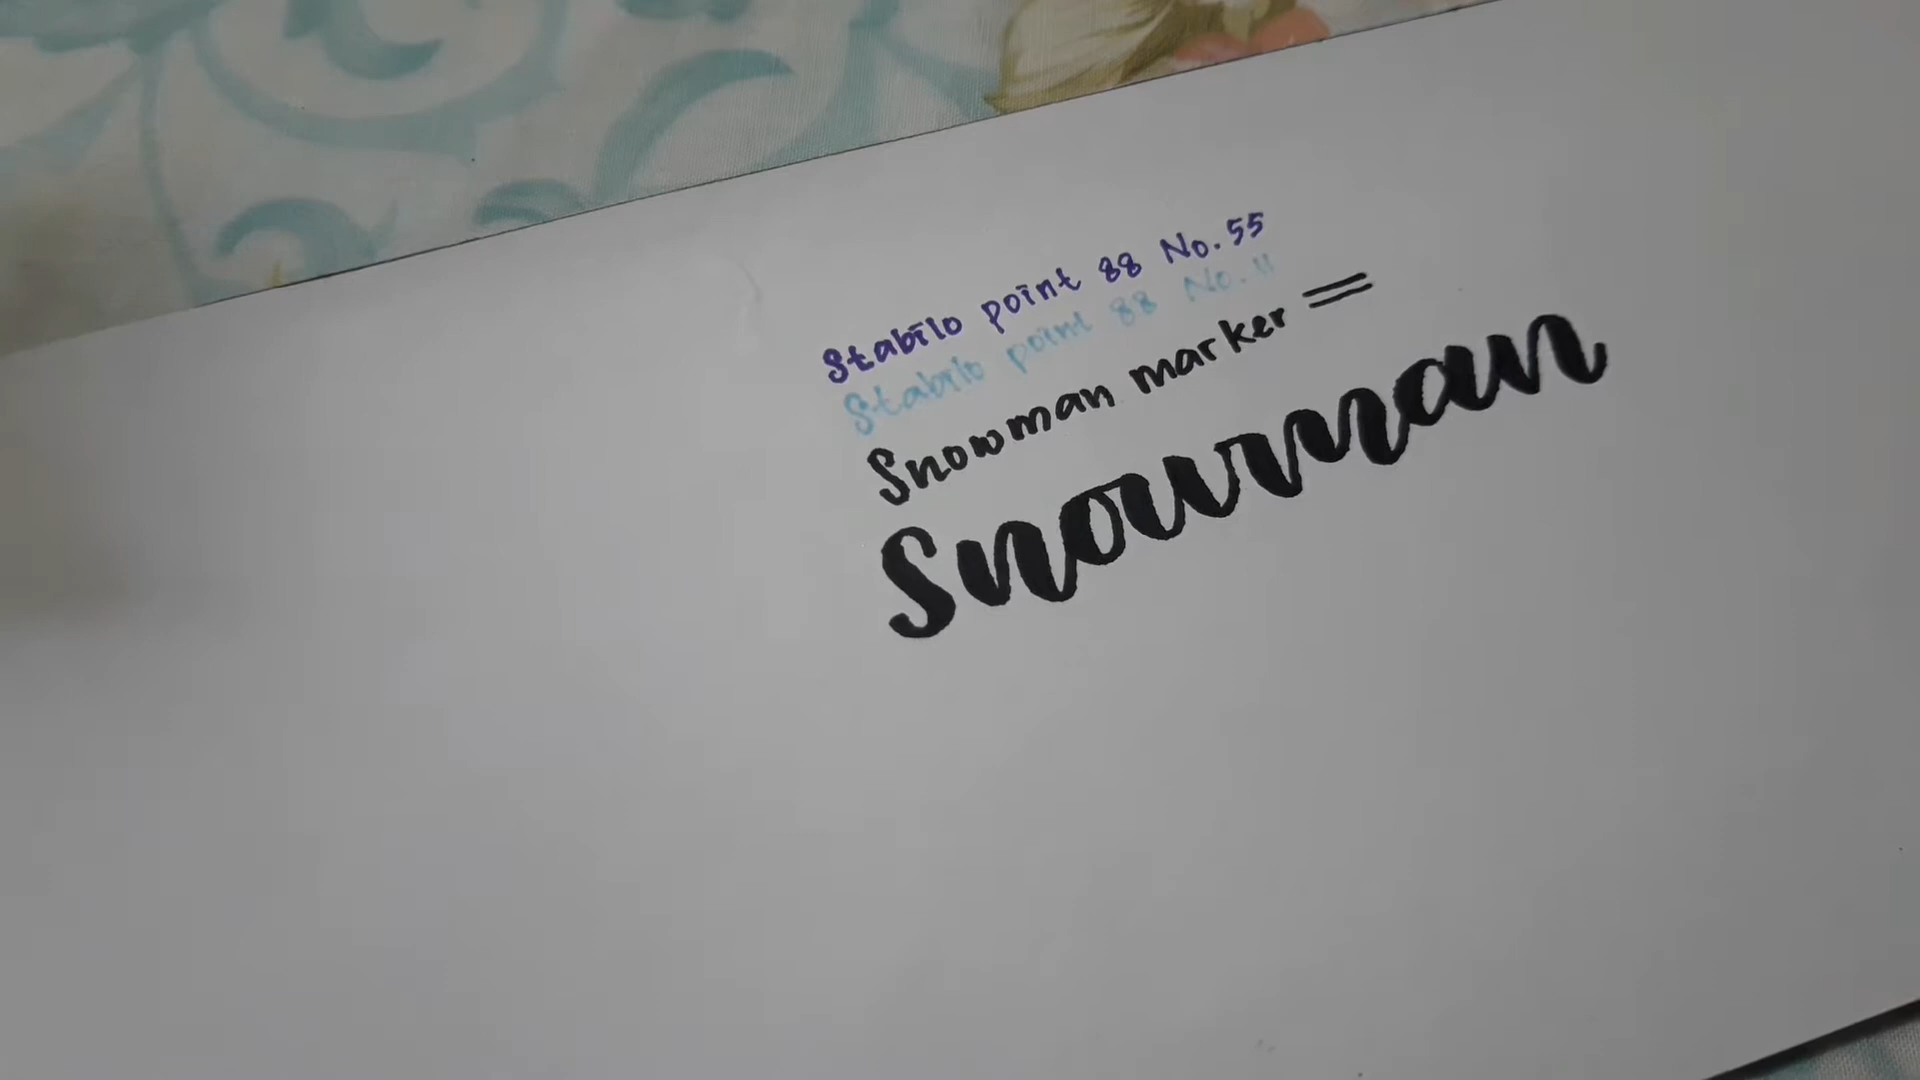 Stabilo point 88 No. 55
Stabilo point 88 No. 11
Snowman marker =
Snowman